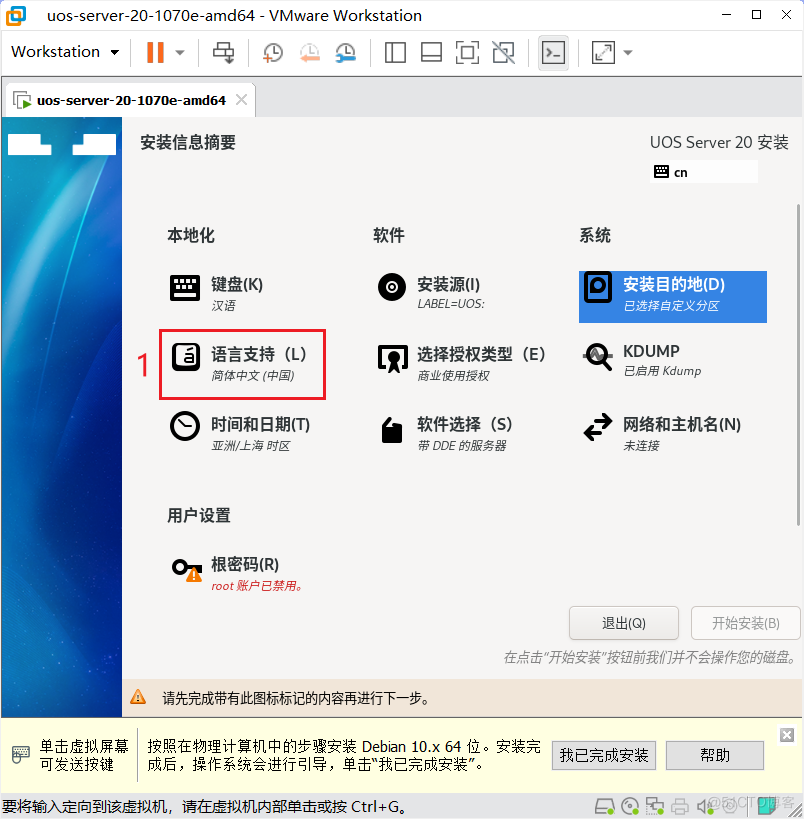 uos-server-20-1070e-amd64 - VMware Workstation
Workstation
uos-server-20-1070e-amd64
安装信息摘要
UOS Server 20 安装
cn
本地化
软件
系统
键盘(K)
汉语
安装源(I)
LABEL=UOS:
安装目的地(D)
已选择自定义分区
1
语言支持（L）
简体中文 (中国)
选择授权类型（E）
商业使用授权
KDUMP
已启用 Kdump
时间和日期(T)
亚洲/上海 时区
软件选择（S）
带 DDE 的服务器
网络和主机名(N)
未连接
用户设置
根密码(R)
root 账户已禁用。
退出(Q)
开始安装(B)
在点击“开始安装”按钮前我们并不会操作您的磁盘。
请先完成带有此图标标记的内容再进行下一步。
单击虚拟屏幕
可发送按键
按照在物理计算机中的步骤安装 Debian 10.x 64 位。安装完
成后，操作系统会进行引导，单击“我已完成安装”。
我已完成安装
帮助
要将输入定向到该虚拟机，请在虚拟机内部单击或按 Ctrl+G。
@51CTO博客